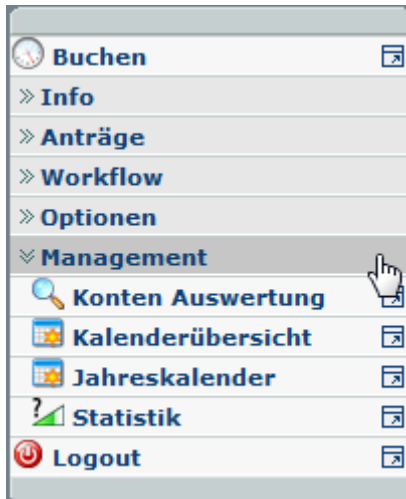 Buchen
Info
Anträge
Workflow
Optionen
Management
Konten Auswertung
Kalenderübersicht
Jahreskalender
? Statistik
Logout